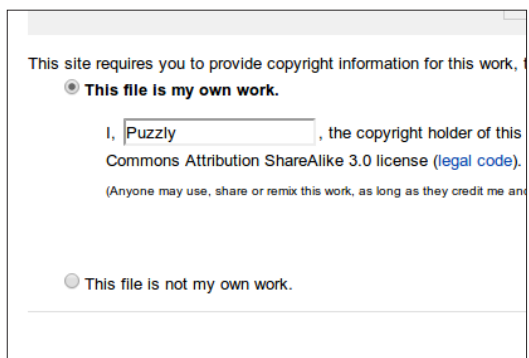 This site requires you to provide copyright information for this work,
This file is my own work.
I, Puzzly , the copyright holder of this
Commons Attribution ShareAlike 3.0 license (legal code).
(Anyone may use, share or remix this work, as long as they credit me and
This file is not my own work.